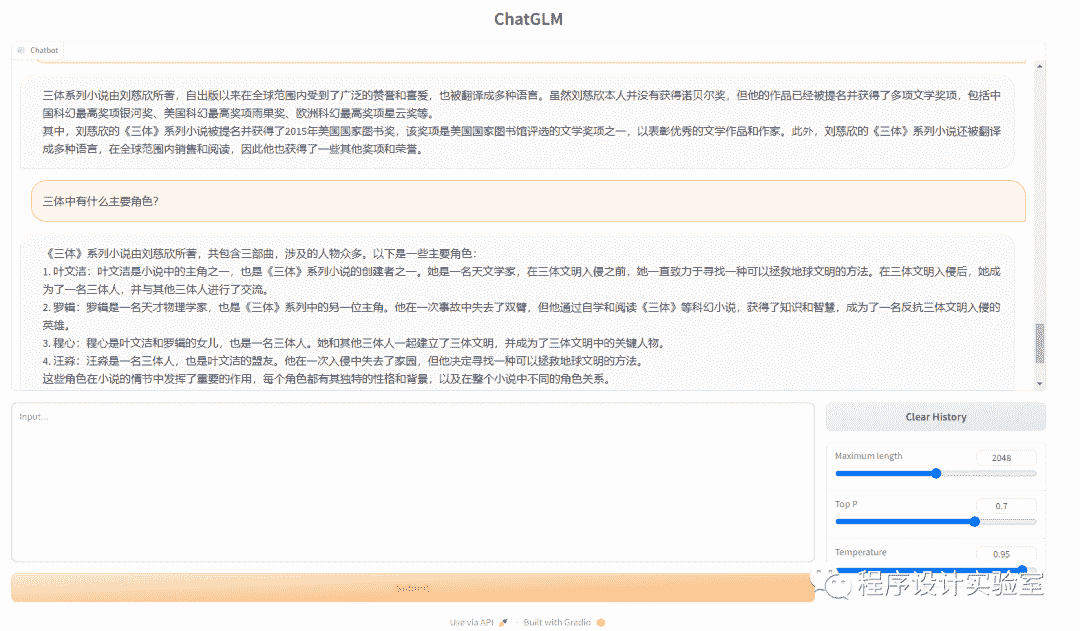 ChatGLM
Chatbot
三体系列小说由刘慈欣所著，自出版以来在全球范围内受到了广泛的赞誉和喜爱，也被翻译成多种语言。虽然刘慈欣本人并没有获得诺贝尔奖，但他的作品已经被提名并获得了多项文学奖项，包括中
国科幻最高奖项银河奖、美国科幻最高奖项雨果奖、欧洲科幻最高奖项星云奖等。
其中，刘慈欣的《三体》系列小说被提名并获得了2015年美国国家图书奖，该奖项是美国国家图书馆评选的文学奖项之一，以表彰优秀的文学作品和作家。此外，刘慈欣的《三体》系列小说还被翻译
成多种语言，在全球范围内销售和阅读，因此他也获得了一些其他奖项和荣誉。
三体中有什么主要角色？
《三体》系列小说由刘慈欣所著，共包含三部曲，涉及的人物众多。以下是一些主要角色：
1. 叶文洁：叶文洁是小说中的主角之一，也是《三体》系列小说的创建者之一。她是一名天文学家，在三体文明入侵之前，她一直致力于寻找一种可以拯救地球文明的方法。在三体文明入侵后，她成
为了一名三体人，并与其他三体人进行了交流。
2. 罗辑：罗辑是一名天才物理学家，也是《三体》系列中的另一位主角。他在一次事故中失去了双臂，但他通过自学和阅读《三体》等科幻小说，获得了知识和智慧，成为了一名反抗三体文明入侵的
英雄。
3. 程心：程心是叶文洁和罗辑的女儿，也是一名三体人。她和其他三体人一起建立了三体文明，并成为了三体文明中的关键人物。
4. 汪淼：汪淼是一名三体人，也是叶文洁的盟友。他在一次入侵中失去了家园，但他决定寻找一种可以拯救地球文明的方法。
这些角色在小说的情节中发挥了重要的作用，每个角色都有其独特的性格和背景，以及在整个小说中不同的角色关系。
Input...
Clear History
Maximum length
2048
Top P
0.7
Temperature
0.95
Submit
程序设计实验室
Use via API · Built with Gradio